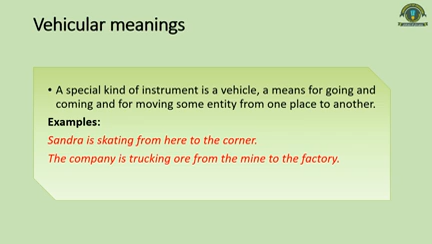 Vehicular meanings
• A special kind of instrument is a vehicle, a means for going and
coming and for moving some entity from one place to another.
Examples:
Sandra is skating from here to the corner.
The company is trucking ore from the mine to the factory.